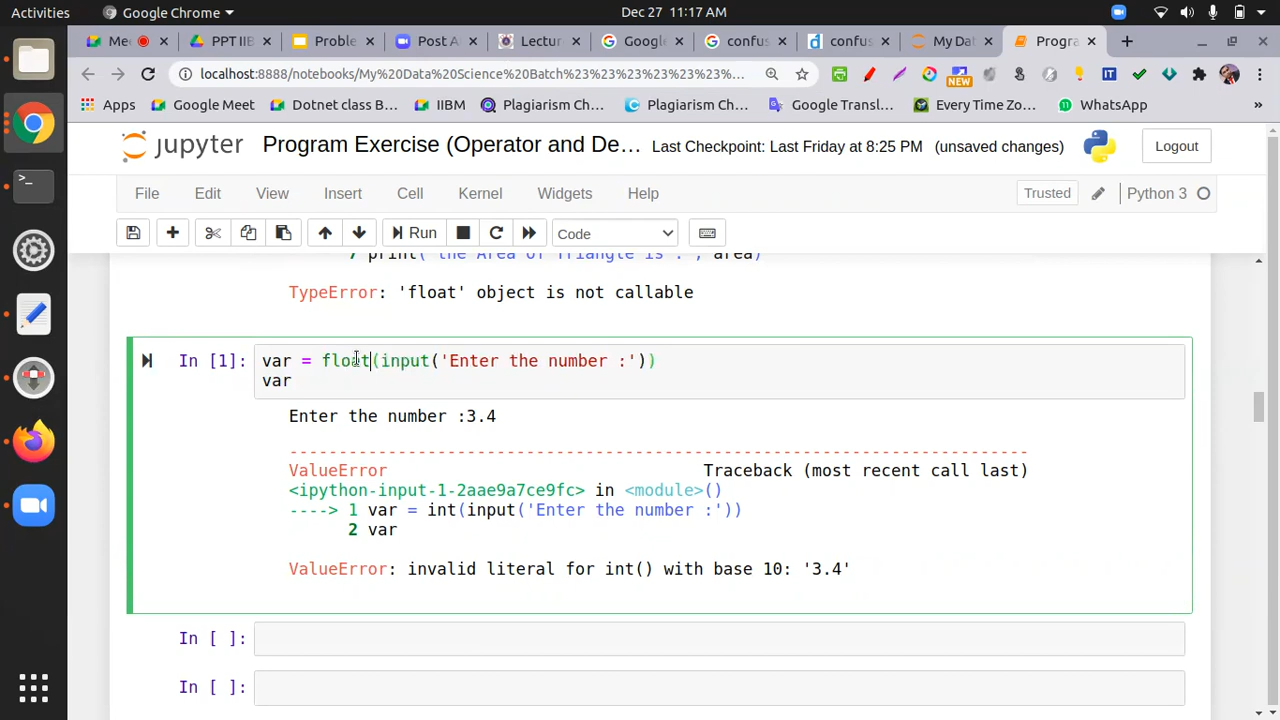 Activities Google Chrome Dec 27 11:17 AM
Mee PPT IIB Proble Post A Lectur Google confus confus My Dat Progra
localhost:8888/notebooks/My%20Data%20Science%20Batch%23%23%23%23%23%23%...
NEW IT
Apps Google Meet Dotnet class B... IIBM Plagiarism Ch... Plagiarism Ch... Google Transl... Every Time Zo... 11 WhatsApp »
jupyter Program Exercise (Operator and De... Last Checkpoint: Last Friday at 8:25 PM (unsaved changes) Logout
File Edit View Insert Cell Kernel Widgets Help Trusted Python 3
Run Code
7 print('the Area of Triangle is :', area)
TypeError: 'float' object is not callable
In [1]: var = float(input('Enter the number :'))
var
Enter the number :3.4
---------------------------------------------------------------------------
ValueError Traceback (most recent call last)
<ipython-input-1-2aae9a7ce9fc> in <module>()
----> 1 var = int(input('Enter the number :'))
2 var
ValueError: invalid literal for int() with base 10: '3.4'
In [ ]:
In [ ]: